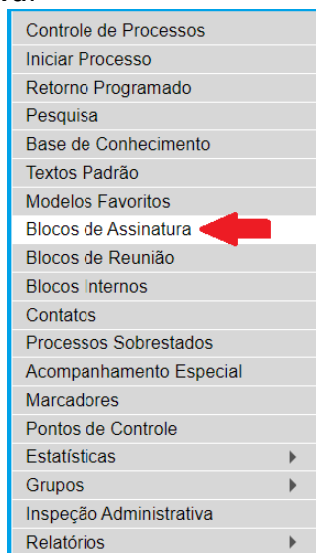 Controle de Processos
Iniciar Processo
Retorno Programado
Pesquisa
Base de Conhecimento
Textos Padrão
Modelos Favoritos
Blocos de Assinatura
Blocos de Reunião
Blocos Internos
Contatos
Processos Sobrestados
Acompanhamento Especial
Marcadores
Pontos de Controle
Estatísticas
Grupos
Inspeção Administrativa
Relatórios